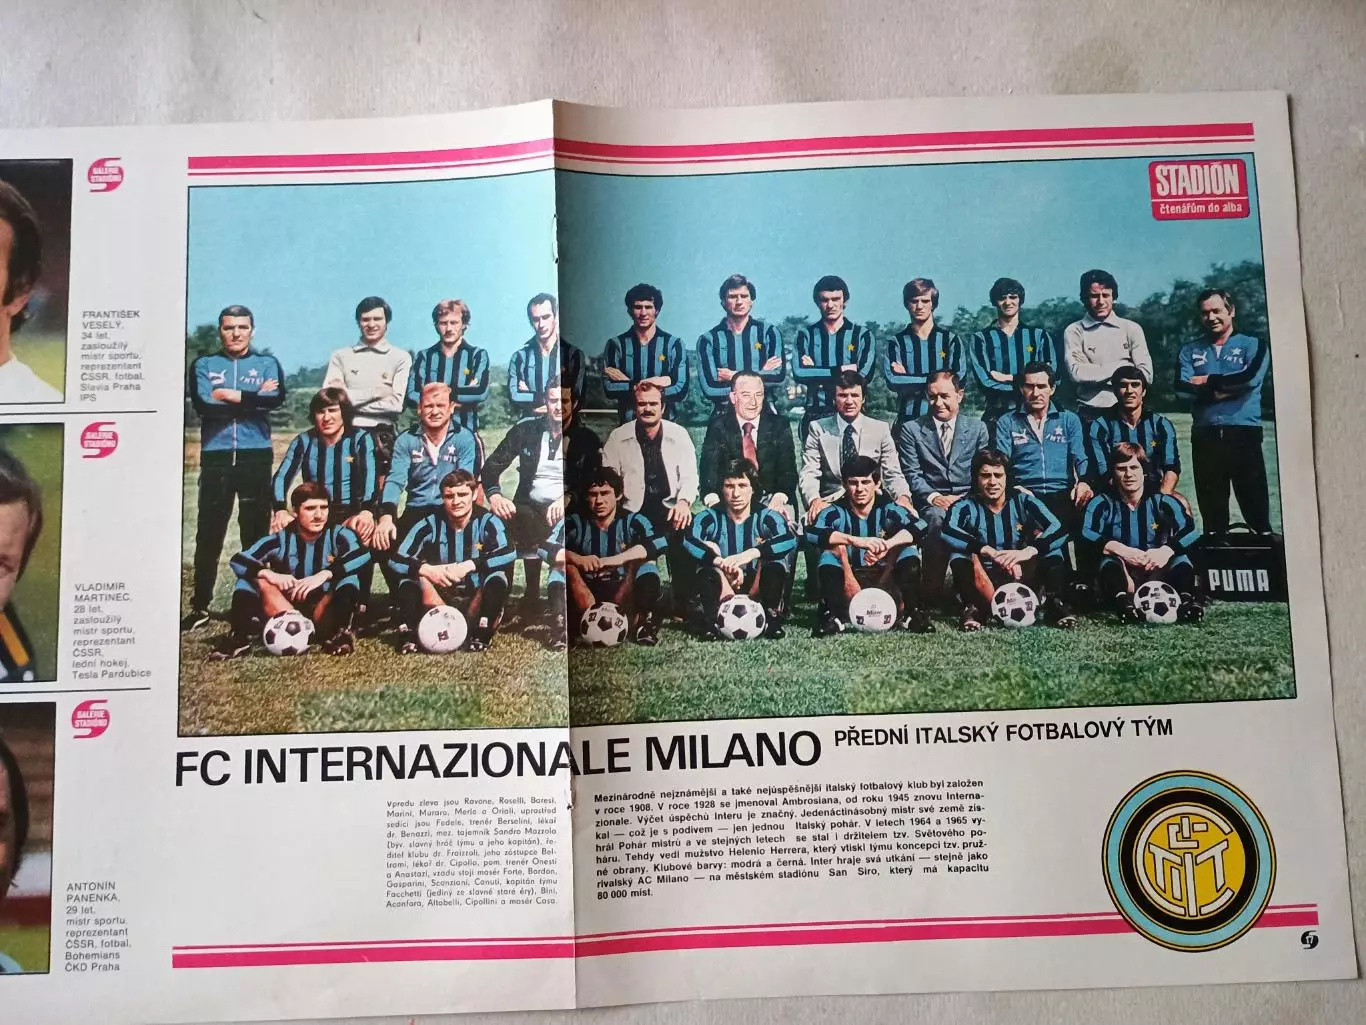 GALERIE
STADIÓNU
FRANTIŠEK
VESELÝ,
34 let,
zasloužilý
mistr sportu,
reprezentant
ČSSR, fotbal,
Slavia Praha
IPS
GALERIE
STADIÓNU
VLADIMÍR
MARTINEC,
28 let,
zasloužilý
mistr sportu,
reprezentant
ČSSR,
lední hokej,
Tesla Pardubice
GALERIE
STADIÓNU
ANTONÍN
PANENKA,
29 let,
mistr sportu,
reprezentant
ČSSR, fotbal,
Bohemians
ČKD Praha
STADIÓN
čtenářům do alba
PUMA
FC INTERNAZIONALE MILANO
PŘEDNÍ ITALSKÝ FOTBALOVÝ TÝM
Vpředu zleva jsou Pavone, Roselli, Baresi,
Marini, Muraro, Merlo a Oriali, uprostřed
sedící jsou Fedele, trenér Berselini, lékař
dr. Benazzi, mez. tajemník Sandro Mazzola
(býv. slavný hráč týmu a jeho kapitán), ře-
ditel klubu dr. Fraizzoli, jeho zástupce Bel-
trami, lékař dr. Cipolla, pom. trenér Onesti
a Anastazi, vzadu stojí masér Forte, Bordon,
Gasparini, Scanziani, Canuti, kapitán týmu
Facchetti (jediný ze slavné staré éry), Bini,
Acanfora, Altobelli, Cipollini a masér Casa.
Mezinárodně nejznámější a také nejúspěšnější italský fotbalový klub byl založen
v roce 1908. V roce 1928 se jmenoval Ambrosiana, od roku 1945 znovu Interna-
zionale. Výčet úspěchů Interu je značný. Jedenáctinásobný mistr své země zís-
kal — což je s podivem — jen jednou Italský pohár. V letech 1964 a 1965 vy-
hrál Pohár mistrů a ve stejných letech se stal i držitelem tzv. Světového po-
háru. Tehdy vedl mužstvo Helenio Herrera, který vtiskl týmu koncepci tzv. pruž-
né obrany. Klubové barvy: modrá a černá. Inter hraje svá utkání — stejně jako
rivalský AC Milano — na městském stadiónu San Siro, který má kapacitu
80 000 míst.
17